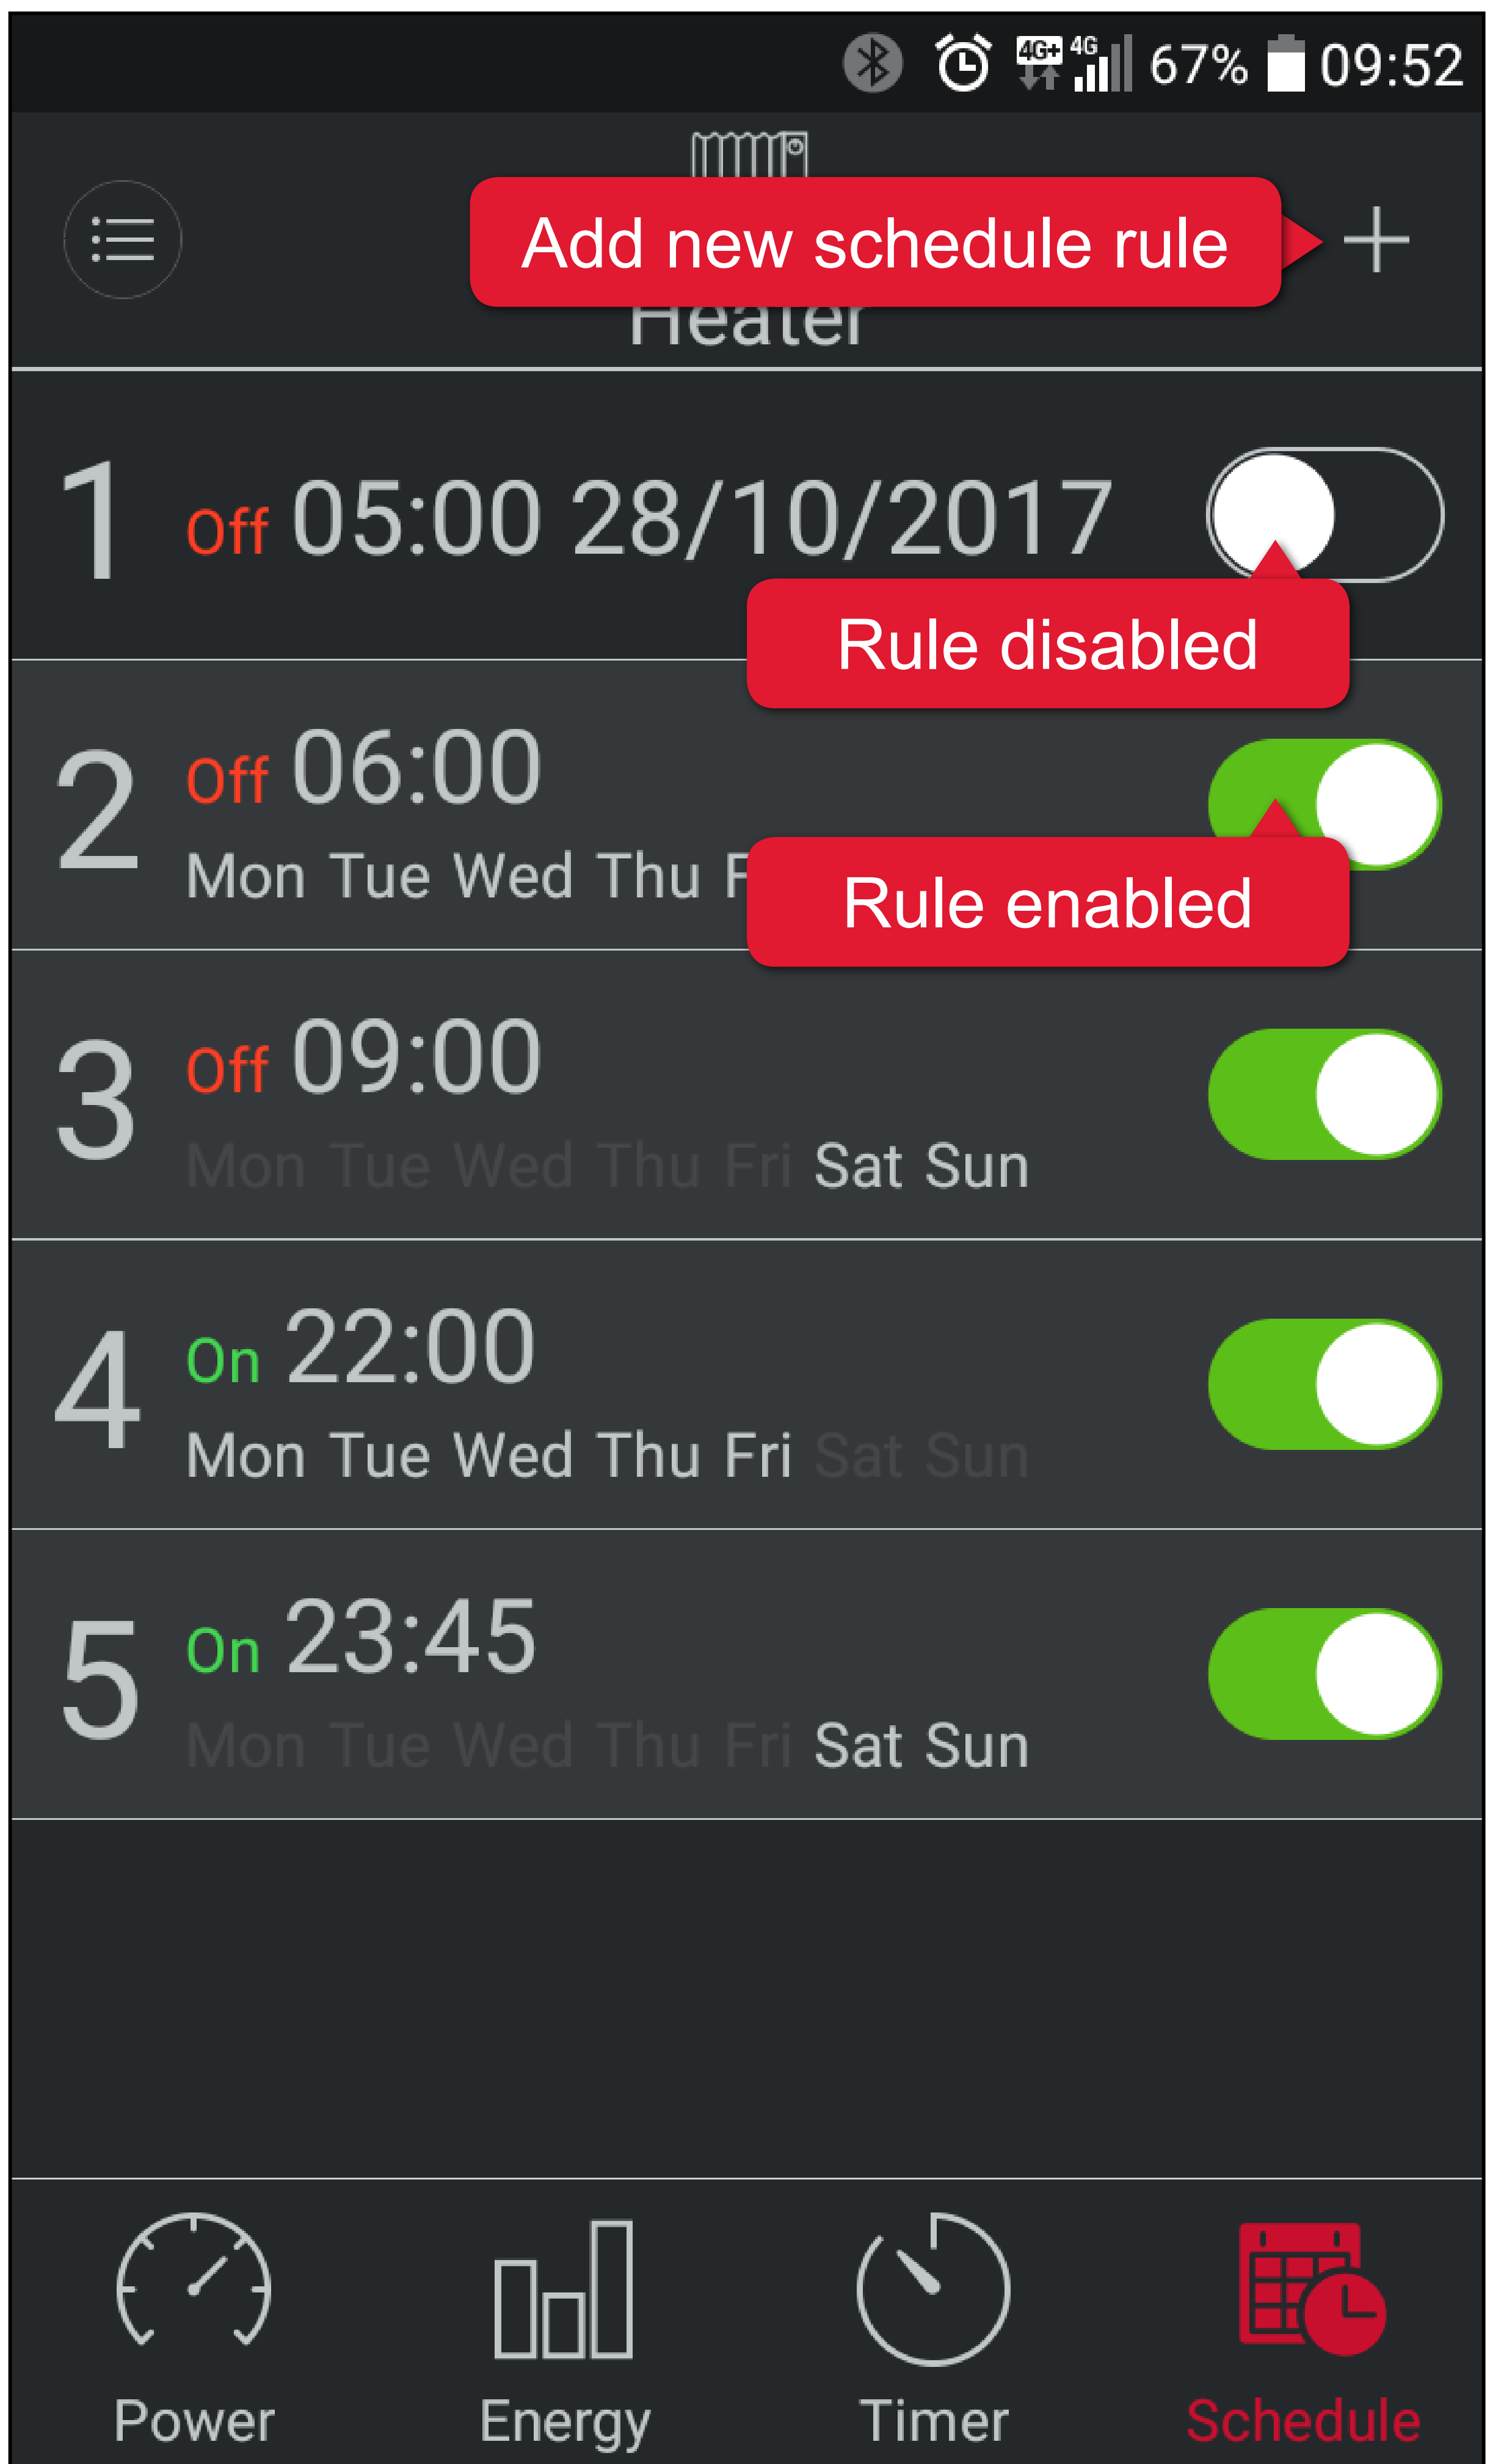 4G+ 4G 67% 09:52
Add new schedule rule
Heater
1 Off 05:00 28/10/2017
Rule disabled
2 Off 06:00
Mon Tue Wed Thu
Rule enabled
3 Off 09:00
Mon Tue Wed Thu Fri Sat Sun
4 On 22:00
Mon Tue Wed Thu Fri Sat Sun
5 On 23:45
Mon Tue Wed Thu Fri Sat Sun
Power Energy Timer Schedule